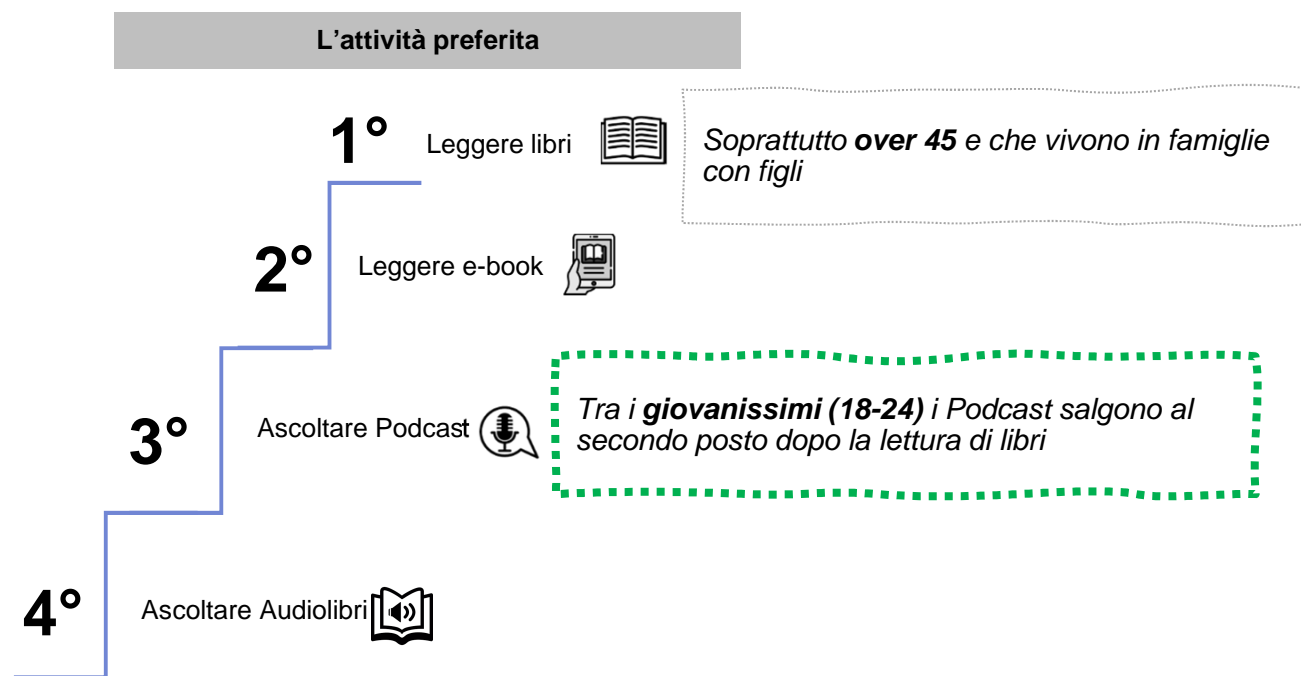 L'attività preferita
1° Leggere libri
Soprattutto over 45 e che vivono in famiglie
con figli
2° Leggere e-book
3° Ascoltare Podcast
Tra i giovanissimi (18-24) i Podcast salgono al
secondo posto dopo la lettura di libri
4° Ascoltare Audiolibri